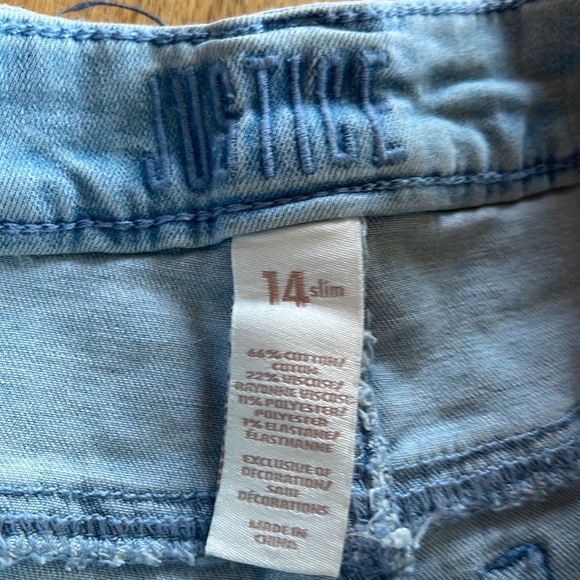 JUSTICE
14 slim
66% COTTON/
COTON
22% VISCOSE/
RAYONNE VISCOSE
11% POLYESTER/
POLYESTER
1% ELASTANE/
ÉLASTHANNE
EXCLUSIVE OF
DECORATION/
SAUF
DÉCORATIONS
MADE IN
CHINA